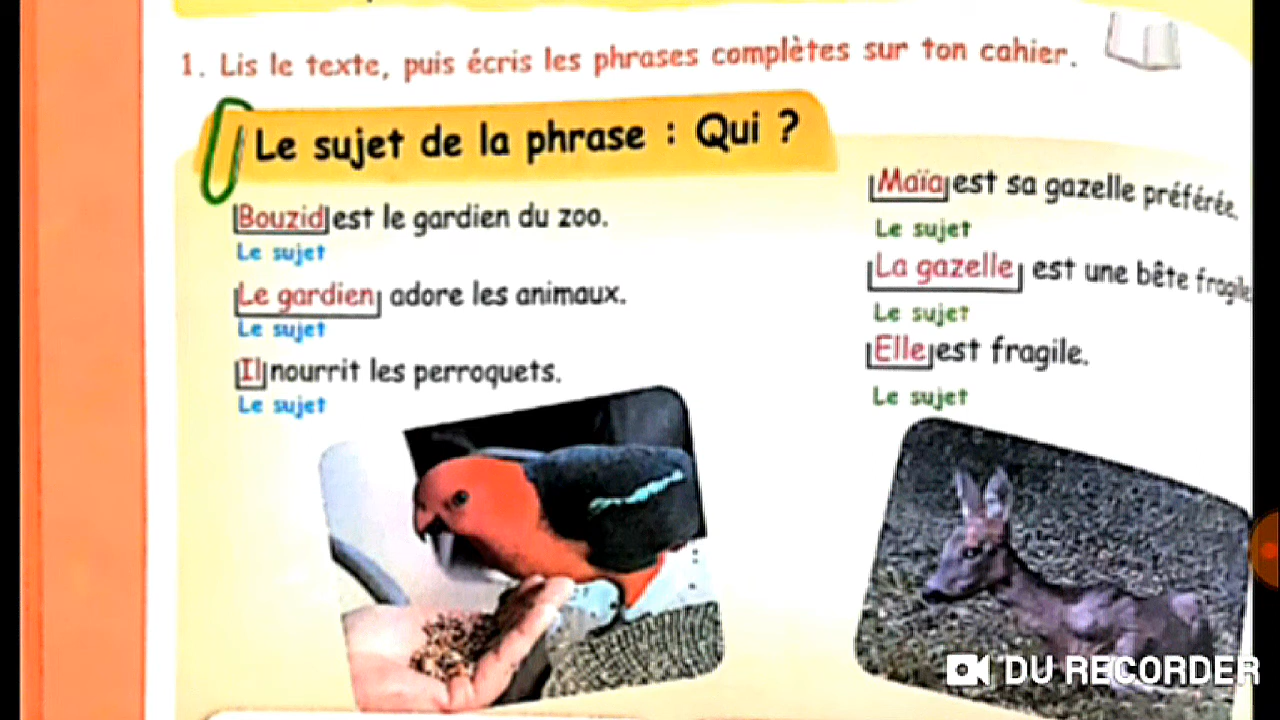 1. Lis le texte, puis écris les phrases complètes sur ton cahier.
Le sujet de la phrase : Qui ?
Bouzid est le gardien du zoo.
Le sujet
Le gardien adore les animaux.
Le sujet
Il nourrit les perroquets.
Le sujet
Maïa est sa gazelle préférée.
Le sujet
La gazelle est une bête fragile
Le sujet
Elle est fragile.
Le sujet
DU RECORDER